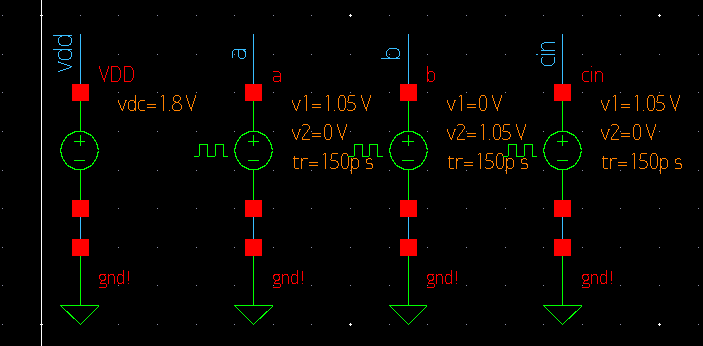 vdd
VDD
vdc=1.8 V
a
a
v1=1.05 V
v2=0 V
tr=150p s
b
b
v1=0 V
v2=1.05 V
tr=150p s
cin
cin
v1=1.05 V
v2=0 V
tr=150p s
+
−
+
−
+
−
+
−
gnd!
gnd!
gnd!
gnd!